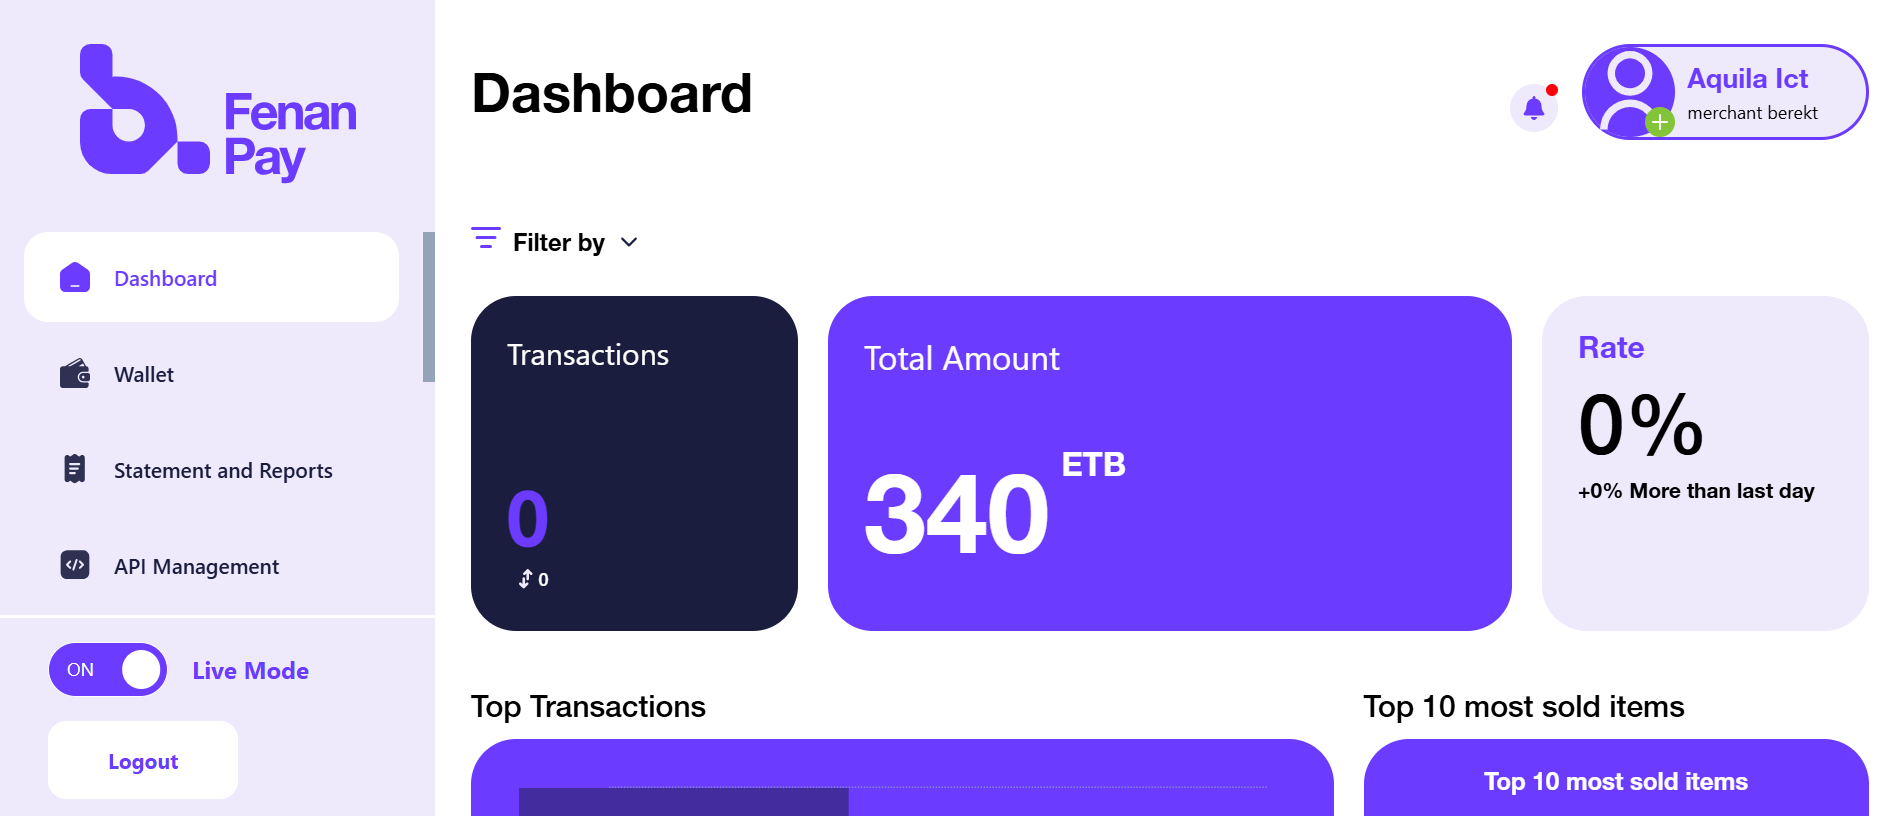 Fenan
Pay
Dashboard
Wallet
Statement and Reports
API Management
ON
Live Mode
Logout
Dashboard
Aquila Ict
merchant berekt
Filter by
Transactions
0
0
Total Amount
340 ETB
Rate
0%
+0% More than last day
Top Transactions
Top 10 most sold items
Top 10 most sold items